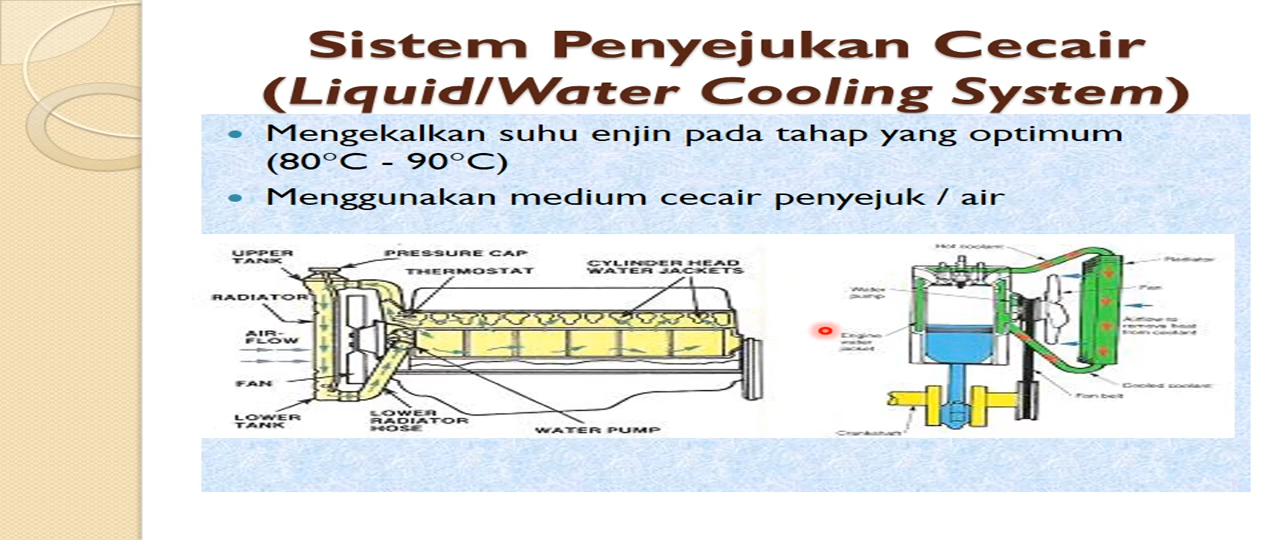 Sistem Penyejukan Cecair
(Liquid/Water Cooling System)
Mengekalkan suhu enjin pada tahap yang optimum
(80°C - 90°C)
Menggunakan medium cecair penyejuk / air
UPPER
TANK
PRESSURE CAP
THERMOSTAT
CYLINDER HEAD
WATER JACKETS
RADIATOR
AIR-
FLOW
FAN
LOWER
TANK
LOWER
RADIATOR
HOSE
WATER PUMP
Hot coolant
Radiator
Water
pump
Fan
Engine
water
jacket
Airflow to
remove heat
from coolant
Cooled coolant
Fan belt
Crankshaft